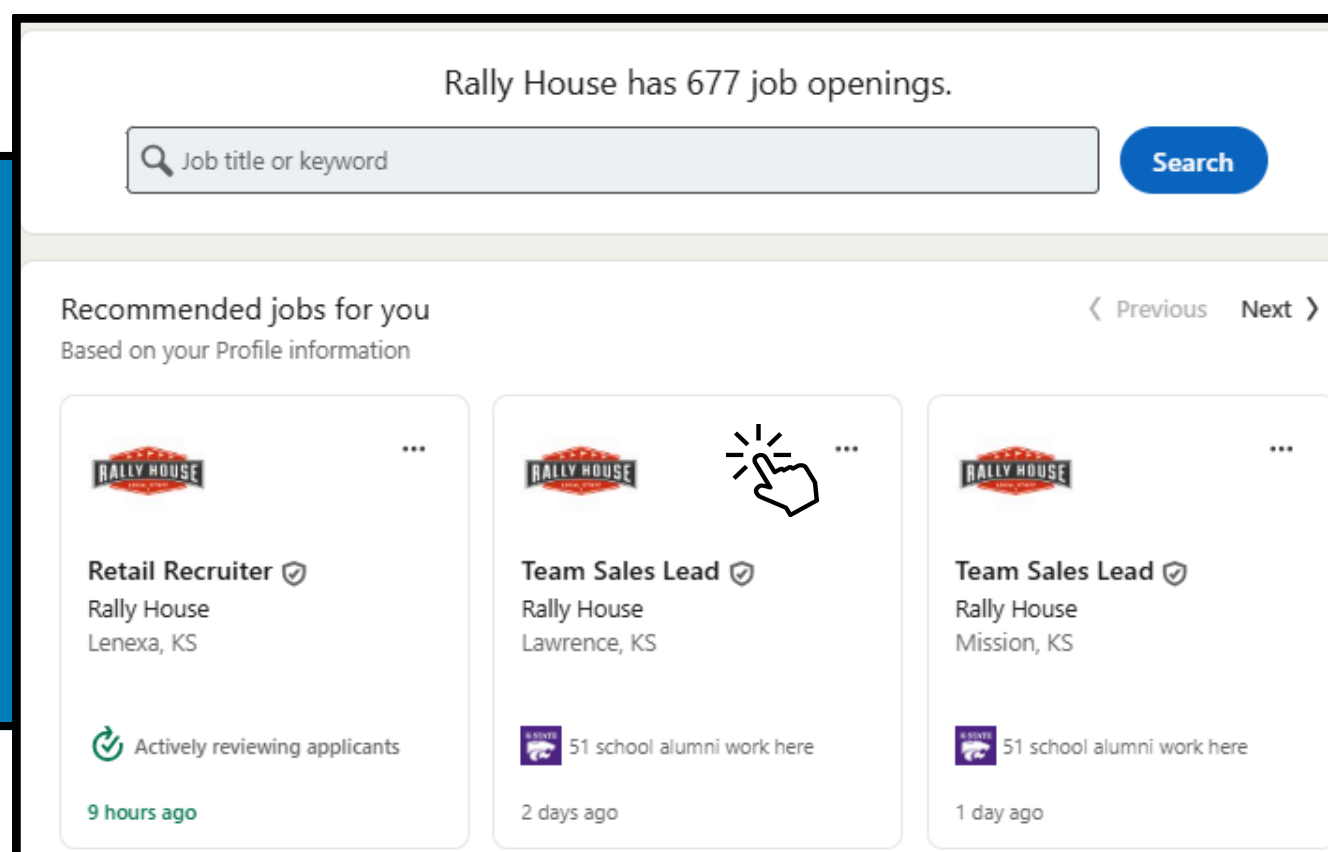 Rally House has 677 job openings.
Job title or keyword
Search
Recommended jobs for you
Previous Next
Based on your Profile information
RALLY HOUSE
...
Retail Recruiter
Rally House
Lenexa, KS
Actively reviewing applicants
9 hours ago
RALLY HOUSE
...
Team Sales Lead
Rally House
Lawrence, KS
51 school alumni work here
2 days ago
RALLY HOUSE
...
Team Sales Lead
Rally House
Mission, KS
51 school alumni work here
1 day ago